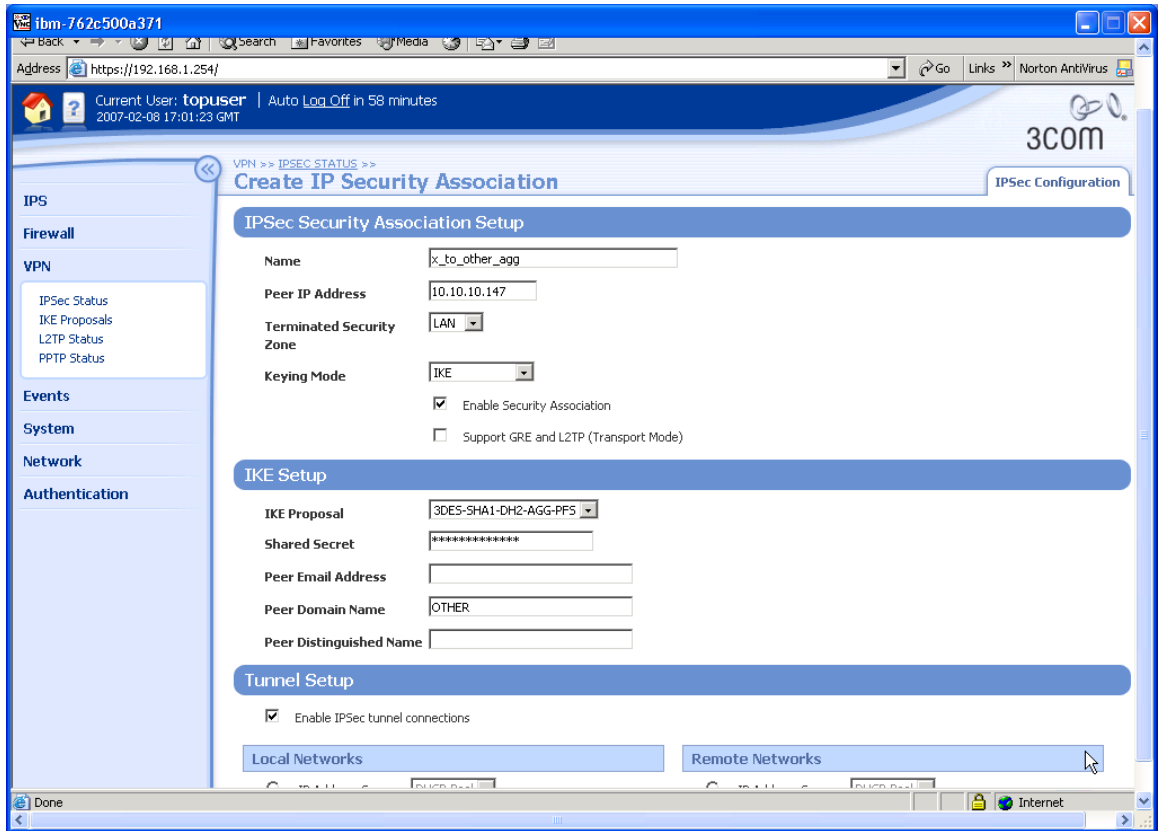 ibm-762c500a371
Back Search Favorites Media
Address https://192.168.1.254/ Go Links » Norton AntiVirus
Current User: topuser | Auto Log Off in 58 minutes
2007-02-08 17:01:23 GMT
3COM
VPN >> IPSEC STATUS >>
Create IP Security Association
IPSec Configuration
IPS
Firewall
VPN
IPSec Status
IKE Proposals
L2TP Status
PPTP Status
Events
System
Network
Authentication
IPSec Security Association Setup
Name x_to_other_agg
Peer IP Address 10.10.10.147
Terminated Security Zone LAN
Keying Mode IKE
Enable Security Association
Support GRE and L2TP (Transport Mode)
IKE Setup
IKE Proposal 3DES-SHA1-DH2-AGG-PFS
Shared Secret *************
Peer Email Address
Peer Domain Name OTHER
Peer Distinguished Name
Tunnel Setup
Enable IPSec tunnel connections
Local Networks
Remote Networks
Done Internet